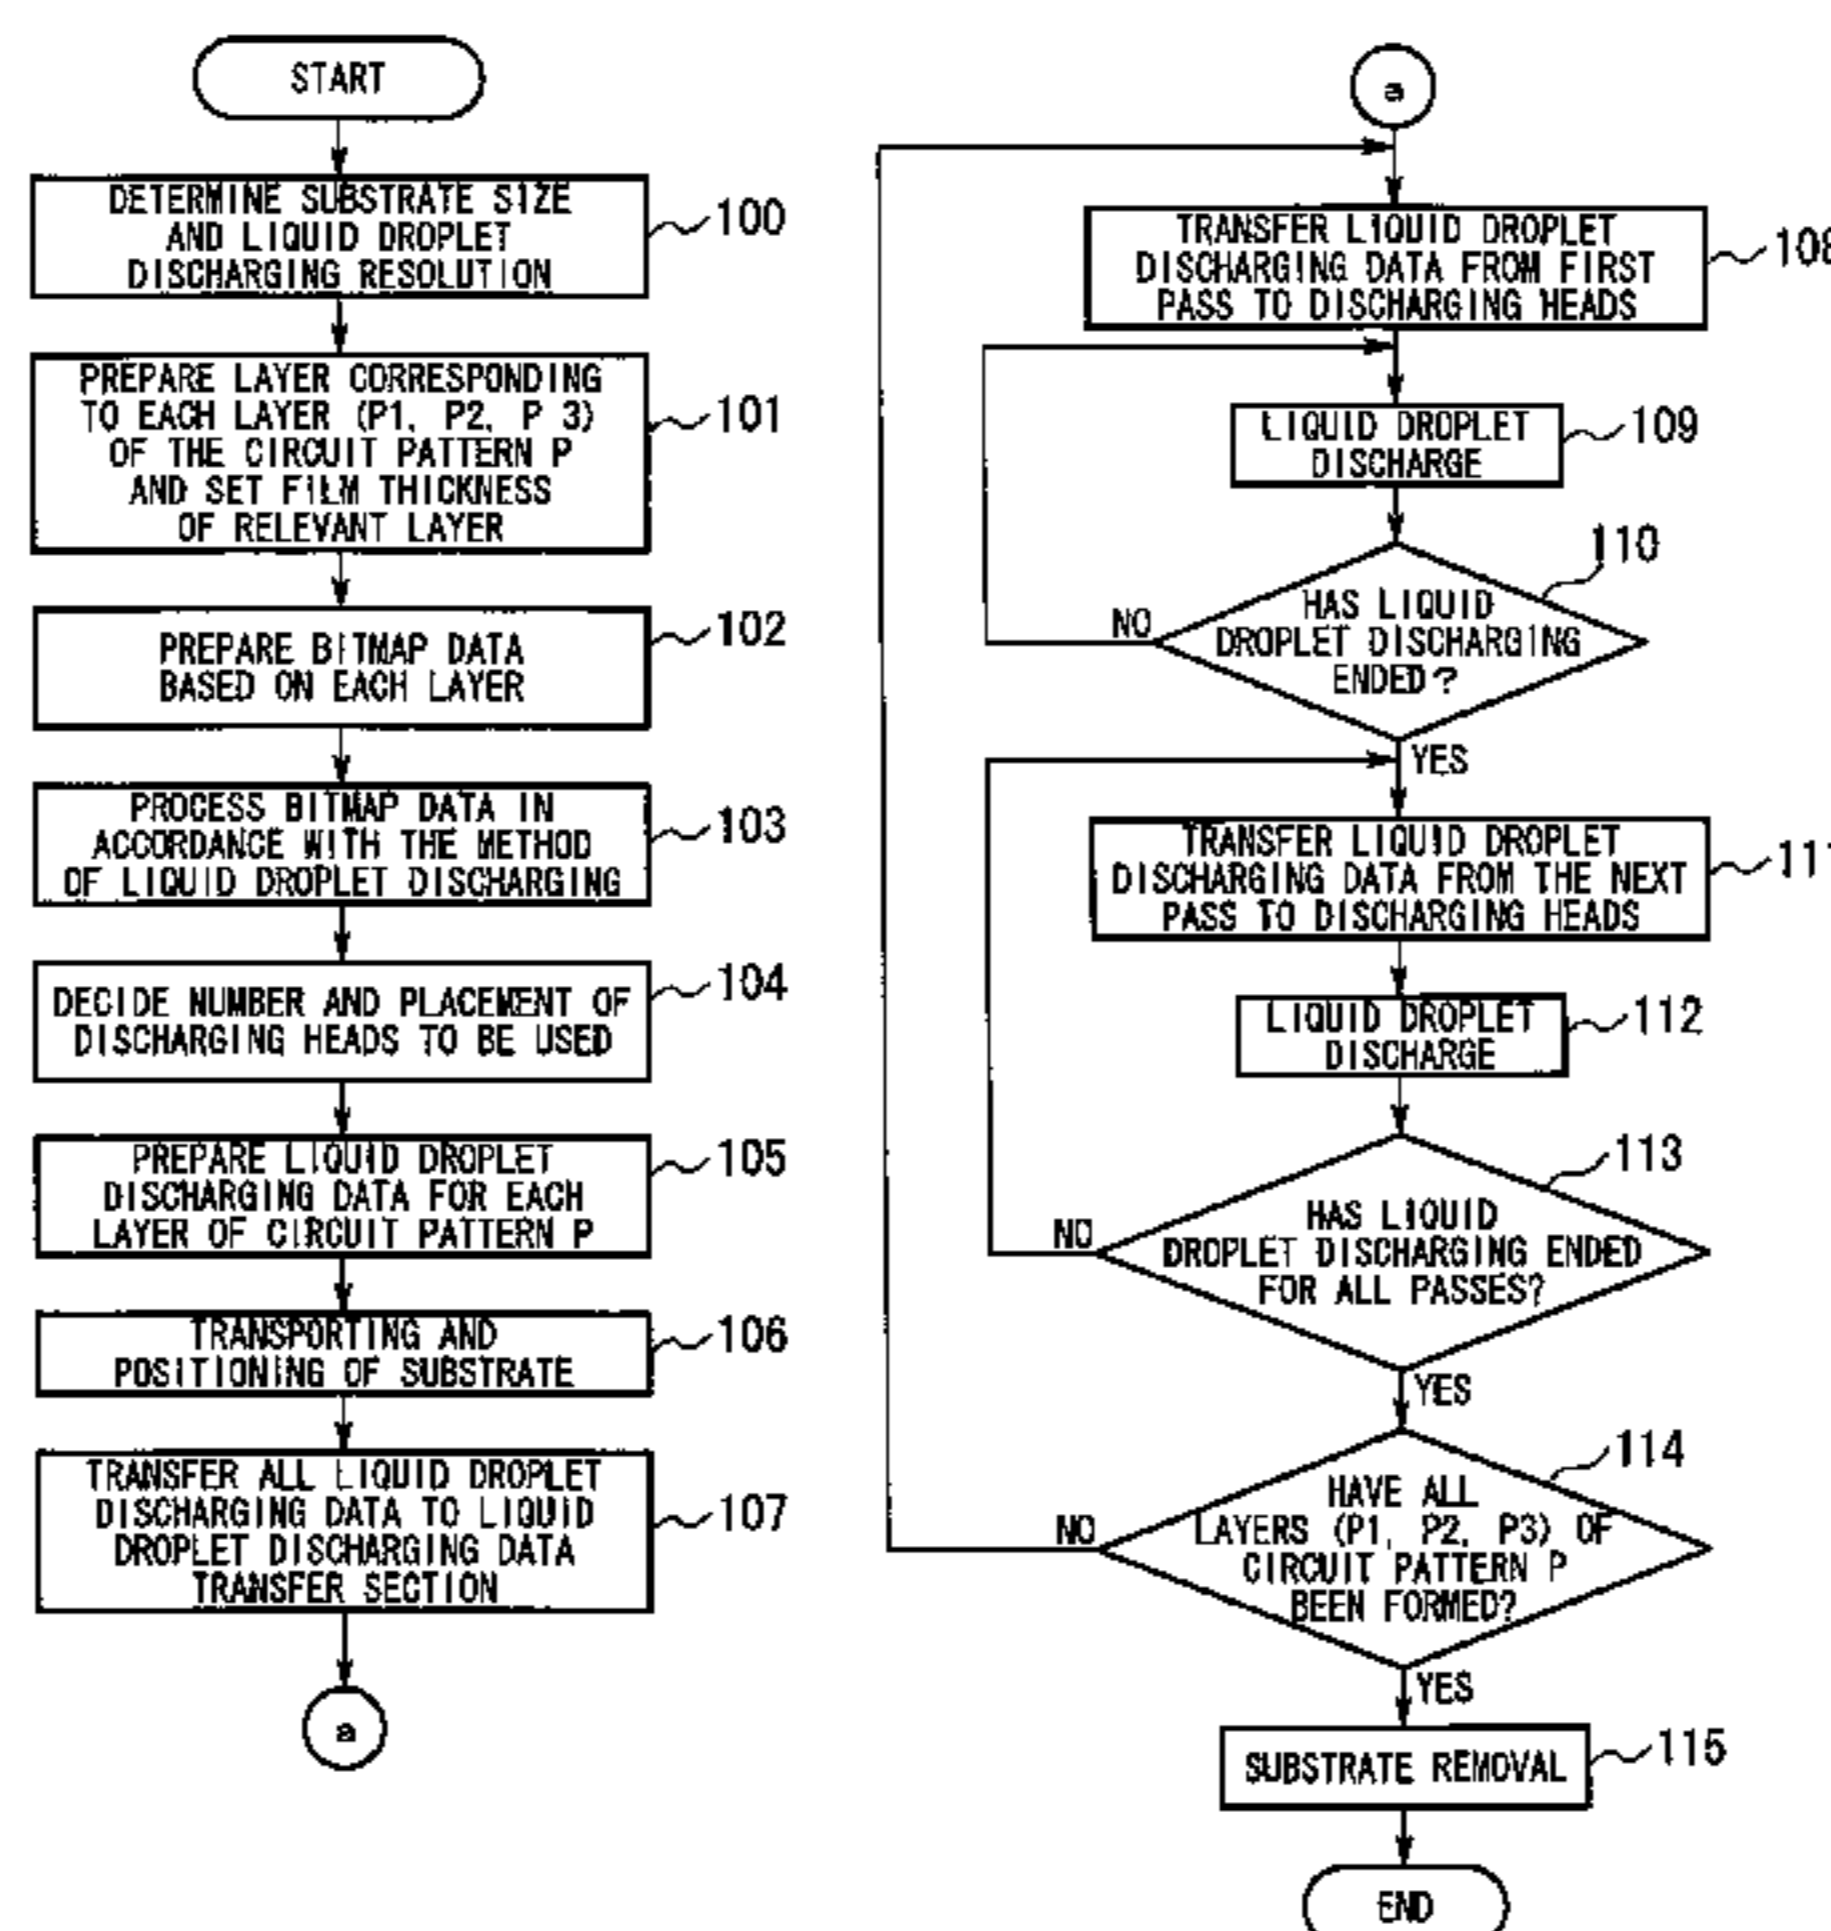 START
DETERMINE SUBSTRATE SIZE
AND LIQUID DROPLET
DISCHARGING RESOLUTION
100
PREPARE LAYER CORRESPONDING
TO EACH LAYER (P1, P2, P 3)
OF THE CIRCUIT PATTERN P
AND SET FILM THICKNESS
OF RELEVANT LAYER
101
PREPARE BITMAP DATA
BASED ON EACH LAYER
102
PROCESS BITMAP DATA IN
ACCORDANCE WITH THE METHOD
OF LIQUID DROPLET DISCHARGING
103
DECIDE NUMBER AND PLACEMENT OF
DISCHARGING HEADS TO BE USED
104
PREPARE LIQUID DROPLET
DISCHARGING DATA FOR EACH
LAYER OF CIRCUIT PATTERN P
105
TRANSPORTING AND
POSITIONING OF SUBSTRATE
106
TRANSFER ALL LIQUID DROPLET
DISCHARGING DATA TO LIQUID
DROPLET DISCHARGING DATA
TRANSFER SECTION
107
a
a
TRANSFER LIQUID DROPLET
DISCHARGING DATA FROM FIRST
PASS TO DISCHARGING HEADS
108
LIQUID DROPLET
DISCHARGE
109
HAS LIQUID
DROPLET DISCHARGING
ENDED?
110
NO
YES
TRANSFER LIQUID DROPLET
DISCHARGING DATA FROM THE NEXT
PASS TO DISCHARGING HEADS
111
LIQUID DROPLET
DISCHARGE
112
HAS LIQUID
DROPLET DISCHARGING ENDED
FOR ALL PASSES?
113
NO
YES
HAVE ALL
LAYERS (P1, P2, P3) OF
CIRCUIT PATTERN P
BEEN FORMED?
114
NO
YES
SUBSTRATE REMOVAL
115
END